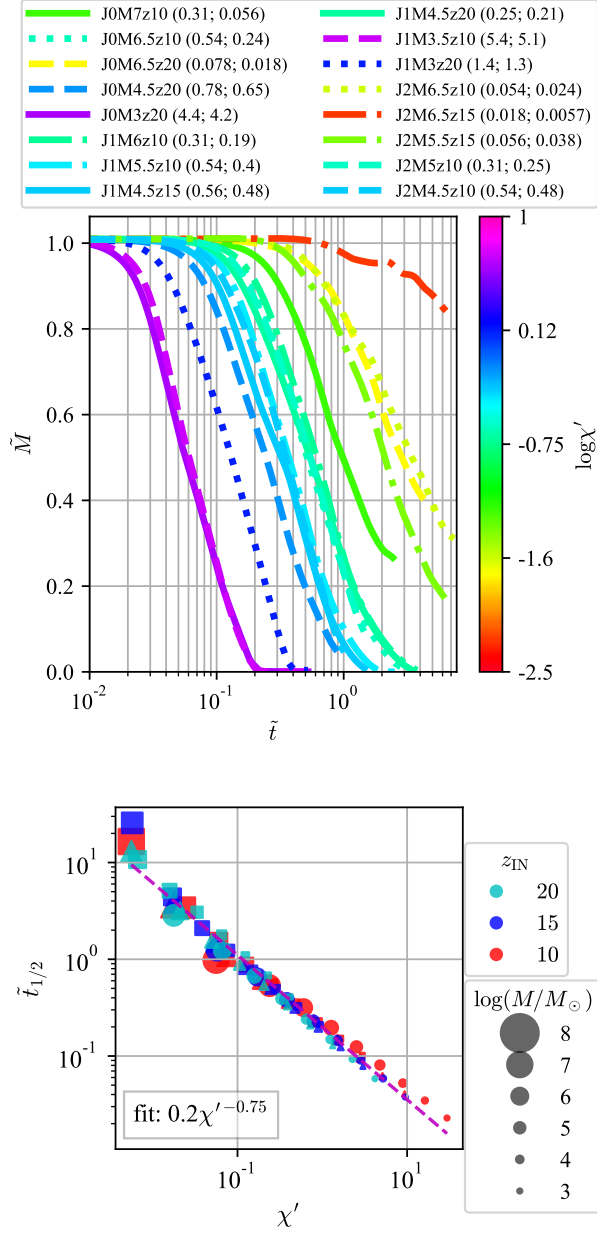 J0M7z10 (0.31; 0.056)
J0M6.5z10 (0.54; 0.24)
J0M6.5z20 (0.078; 0.018)
J0M4.5z20 (0.78; 0.65)
J0M3z20 (4.4; 4.2)
J1M6z10 (0.31; 0.19)
J1M5.5z10 (0.54; 0.4)
J1M4.5z15 (0.56; 0.48)
J1M4.5z20 (0.25; 0.21)
J1M3.5z10 (5.4; 5.1)
J1M3z20 (1.4; 1.3)
J2M6.5z10 (0.054; 0.024)
J2M6.5z15 (0.018; 0.0057)
J2M5.5z15 (0.056; 0.038)
J2M5z10 (0.31; 0.25)
J2M4.5z10 (0.54; 0.48)
1.0
0.8
0.6
0.4
0.2
0.0
M̃
10⁻²
10⁻¹
10⁰
t̃
1
0.12
-0.75
-1.6
-2.5
logχ′
10¹
10⁰
10⁻¹
t̃₁/₂
fit: 0.2χ′⁻⁰·⁷⁵
10⁻¹
10¹
χ′
z_IN
20
15
10
log(M/M⊙)
8
7
6
5
4
3